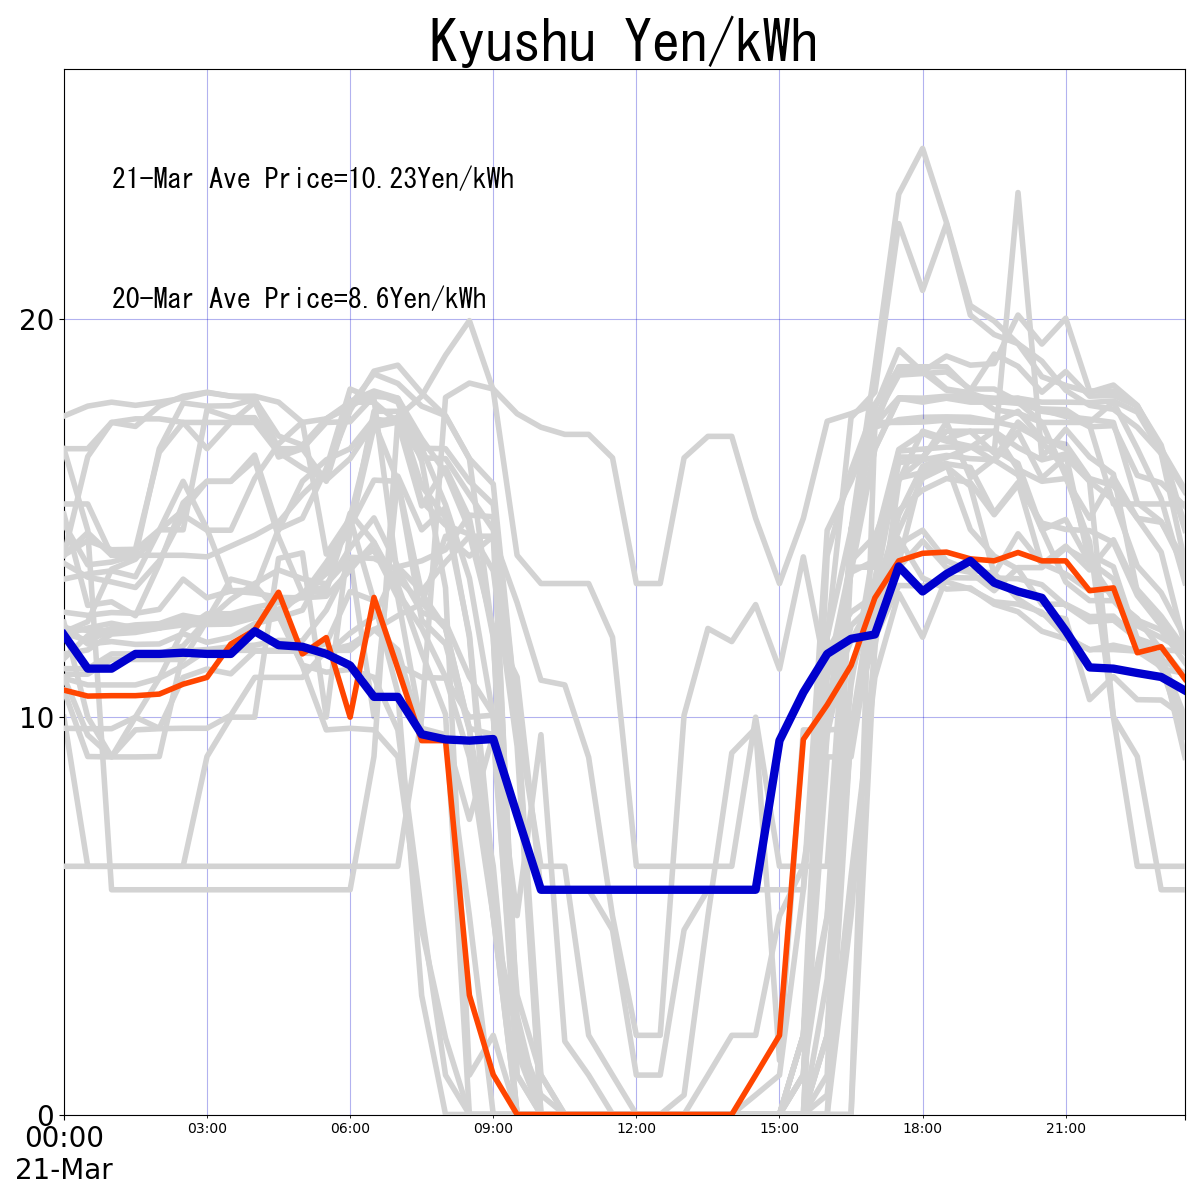 Kyushu Yen/kWh
21-Mar Ave Price=10.23Yen/kWh
20-Mar Ave Price=8.6Yen/kWh
20
10
0
00:00 03:00 06:00 09:00 12:00 15:00 18:00 21:00
21-Mar